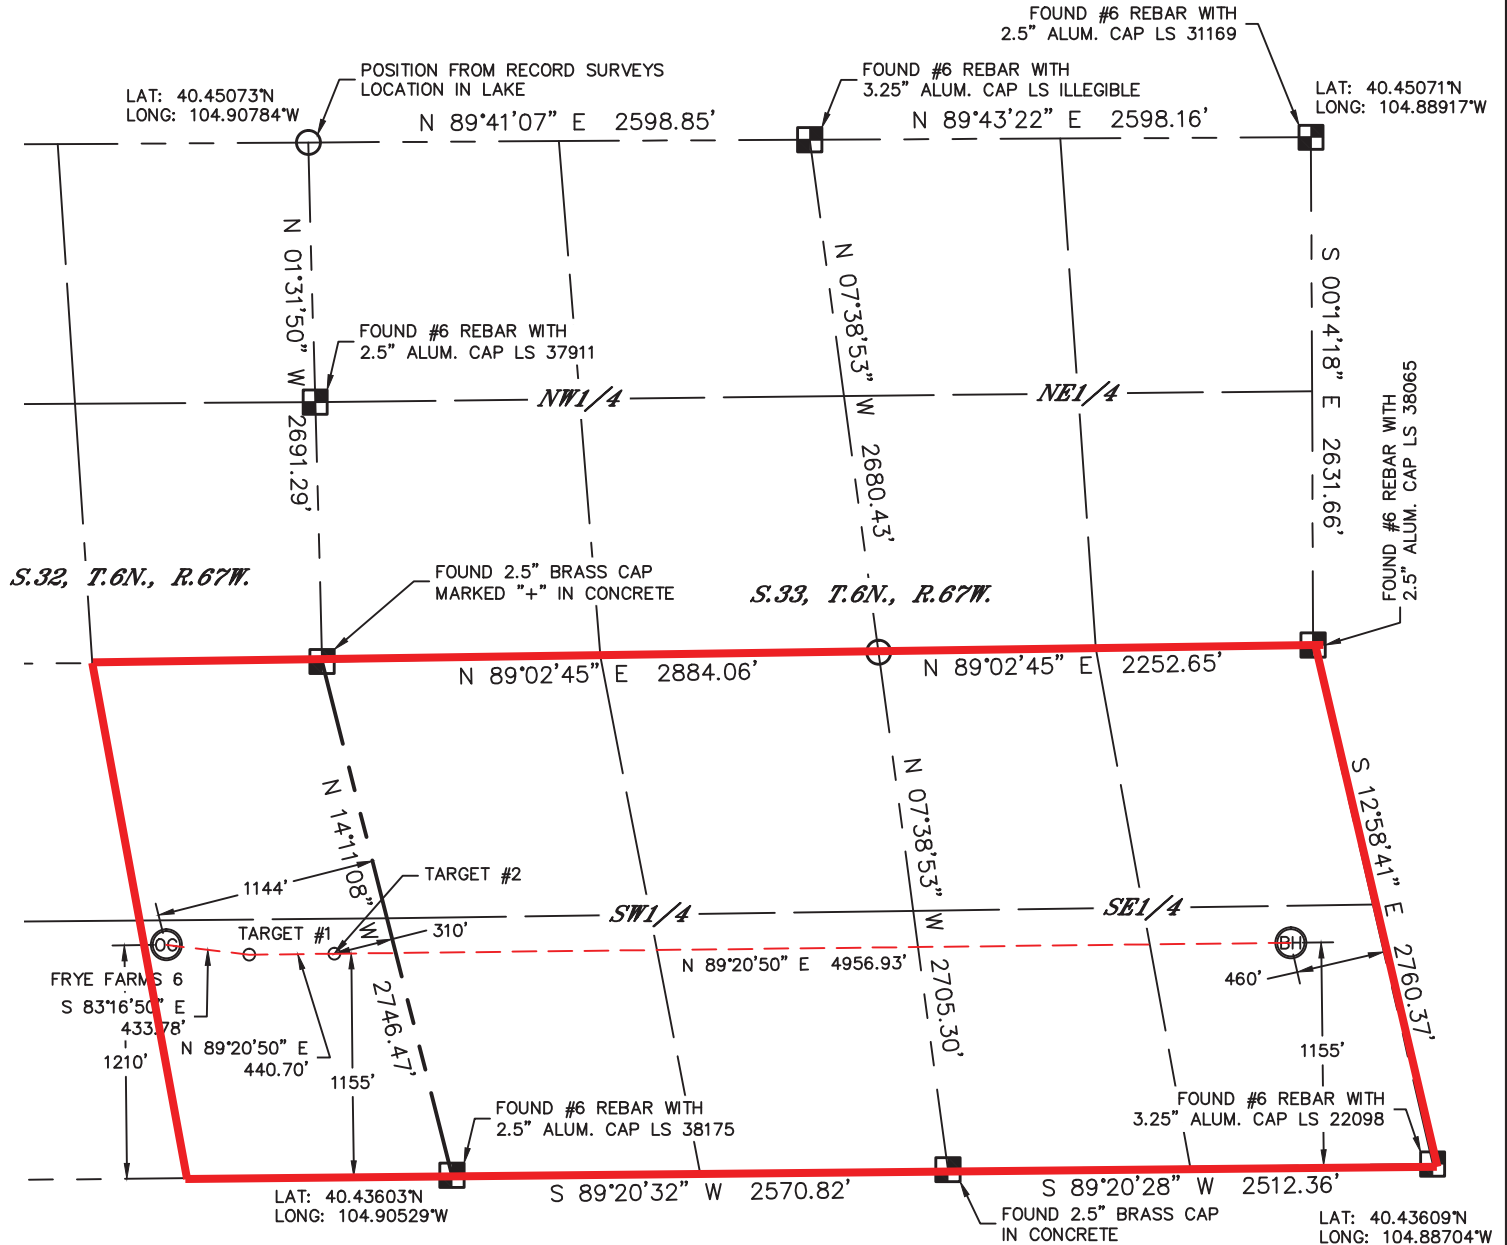 FOUND #6 REBAR WITH
2.5" ALUM. CAP LS 31169
POSITION FROM RECORD SURVEYS
LOCATION IN LAKE
FOUND #6 REBAR WITH
3.25" ALUM. CAP LS ILLEGIBLE
LAT: 40.45073°N
LONG: 104.90784°W
LAT: 40.45071°N
LONG: 104.88917°W
N 89°41'07" E 2598.85'
N 89°43'22" E 2598.16'
N 01°31'50" W 2691.29'
N 07°38'53" W 2680.43'
S 00°14'18" E 2631.66'
FOUND #6 REBAR WITH
2.5" ALUM. CAP LS 37911
NW1/4
NE1/4
FOUND #6 REBAR WITH
2.5" ALUM. CAP LS 38065
S.32, T.6N., R.67W.
FOUND 2.5" BRASS CAP
MARKED "+" IN CONCRETE
S.33, T.6N., R.67W.
N 89°02'45" E 2884.06'
N 89°02'45" E 2252.65'
N 14°11'08" W 2746.47'
N 07°38'53" W 2705.30'
S 12°58'41" E 2760.37'
1144'
TARGET #2
SW1/4
SE1/4
TARGET #1
310'
OG
BH
N 89°20'50" E 4956.93'
460'
FRYE FARMS 6
S 83°16'50" E
433.78'
N 89°20'50" E
440.70'
1210'
1155'
1155'
FOUND #6 REBAR WITH
2.5" ALUM. CAP LS 38175
FOUND #6 REBAR WITH
3.25" ALUM. CAP LS 22098
S 89°20'32" W 2570.82'
S 89°20'28" W 2512.36'
LAT: 40.43603°N
LONG: 104.90529°W
FOUND 2.5" BRASS CAP
IN CONCRETE
LAT: 40.43609°N
LONG: 104.88704°W